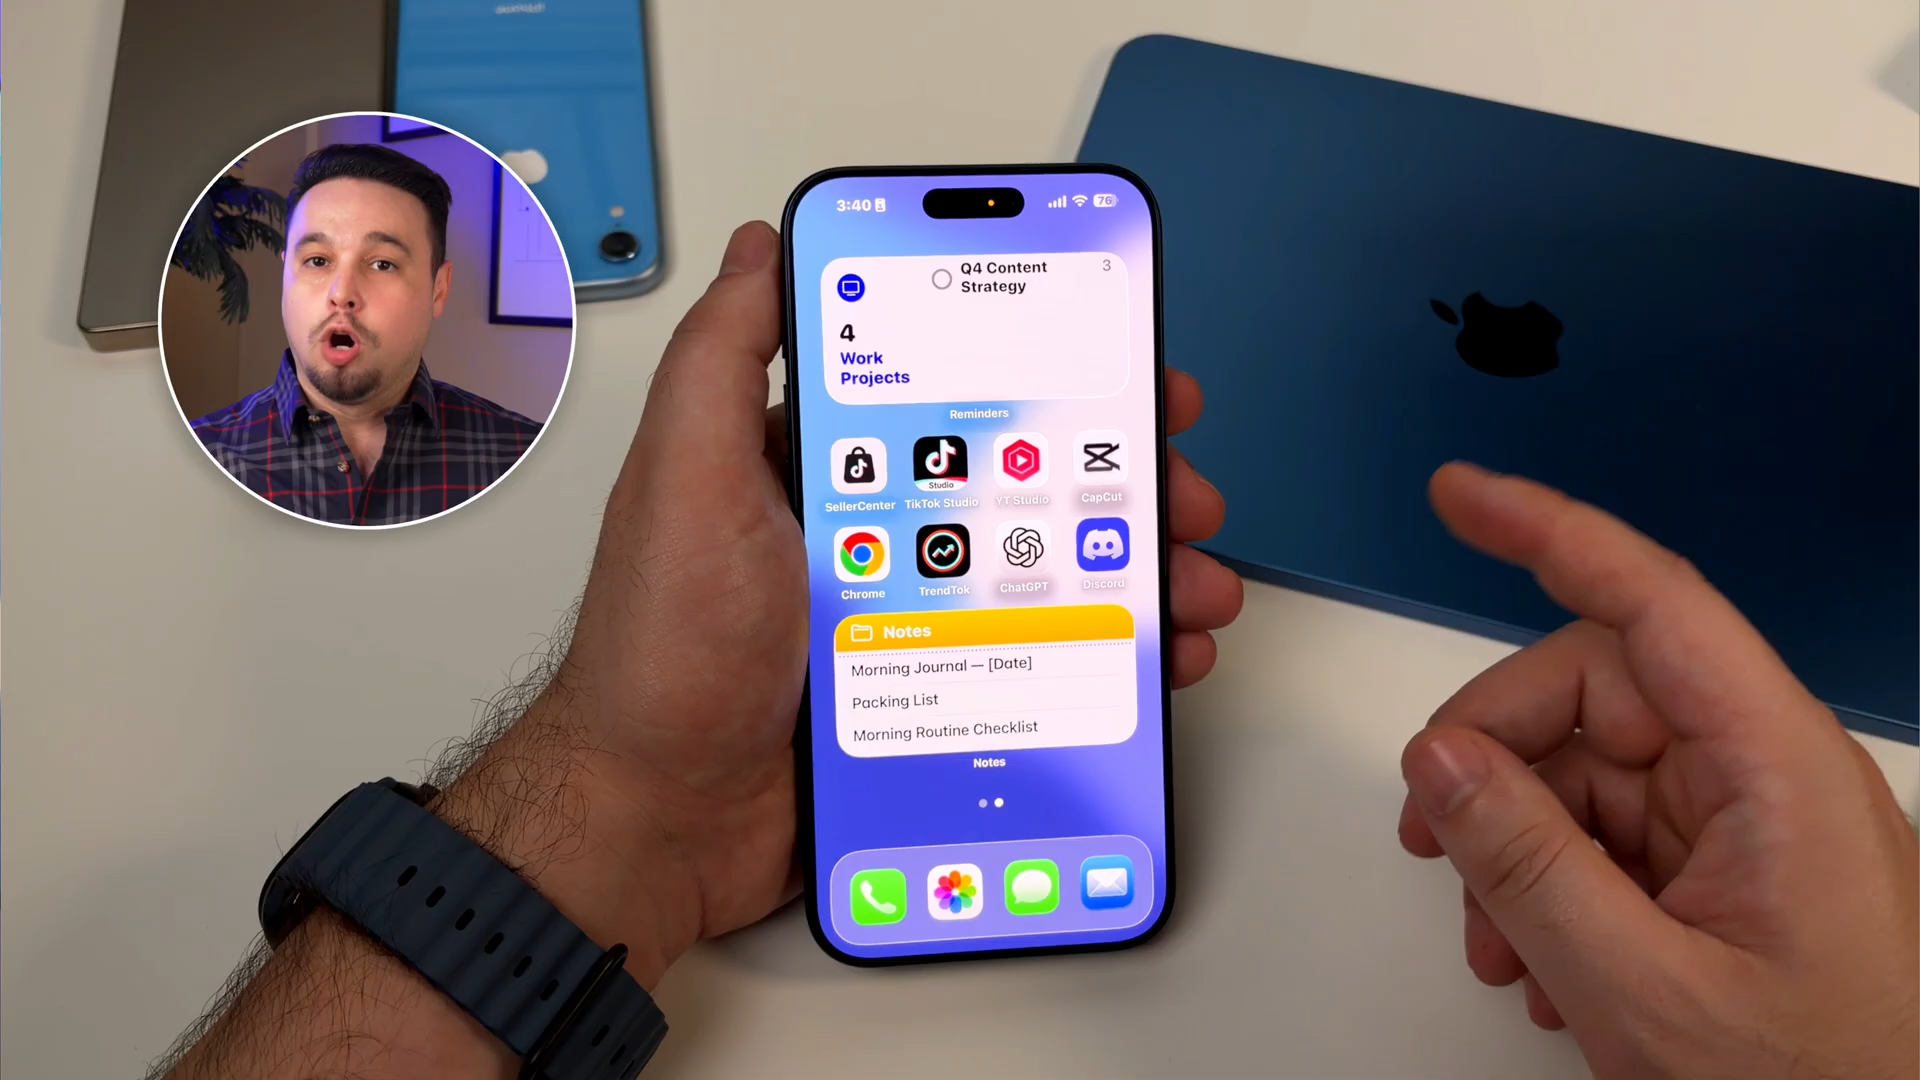 3:40
76
Q4 Content
Strategy
3
4
Work
Projects
Reminders
Studio
SellerCenter
TikTok Studio
YT Studio
CapCut
Chrome
TrendTok
ChatGPT
Discord
Notes
Morning Journal — [Date]
Packing List
Morning Routine Checklist
Notes